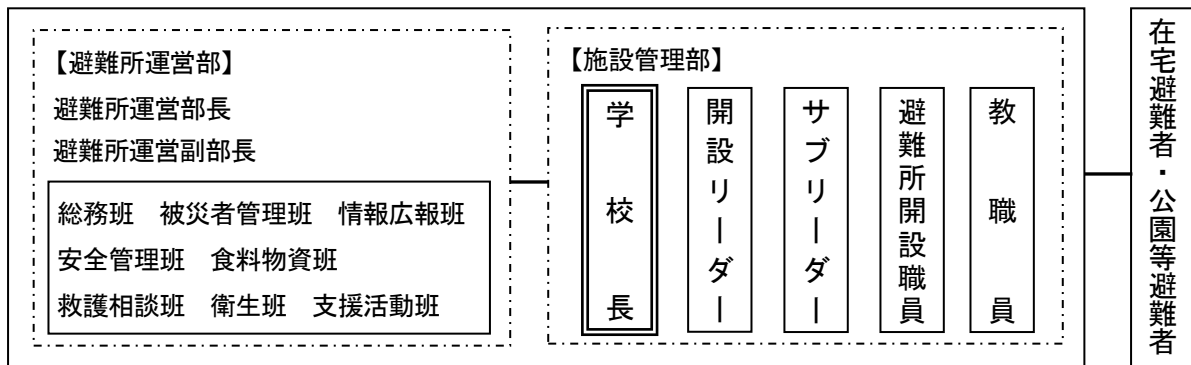 【避難所運営部】
避難所運営部長
避難所運営副部長
総務班 被災者管理班 情報広報班
安全管理班 食料物資班
救護相談班 衛生班 支援活動班
【施設管理部】
学校長
開設リーダー
サブリーダー
避難所開設職員
教職員
在宅避難者・公園等避難者